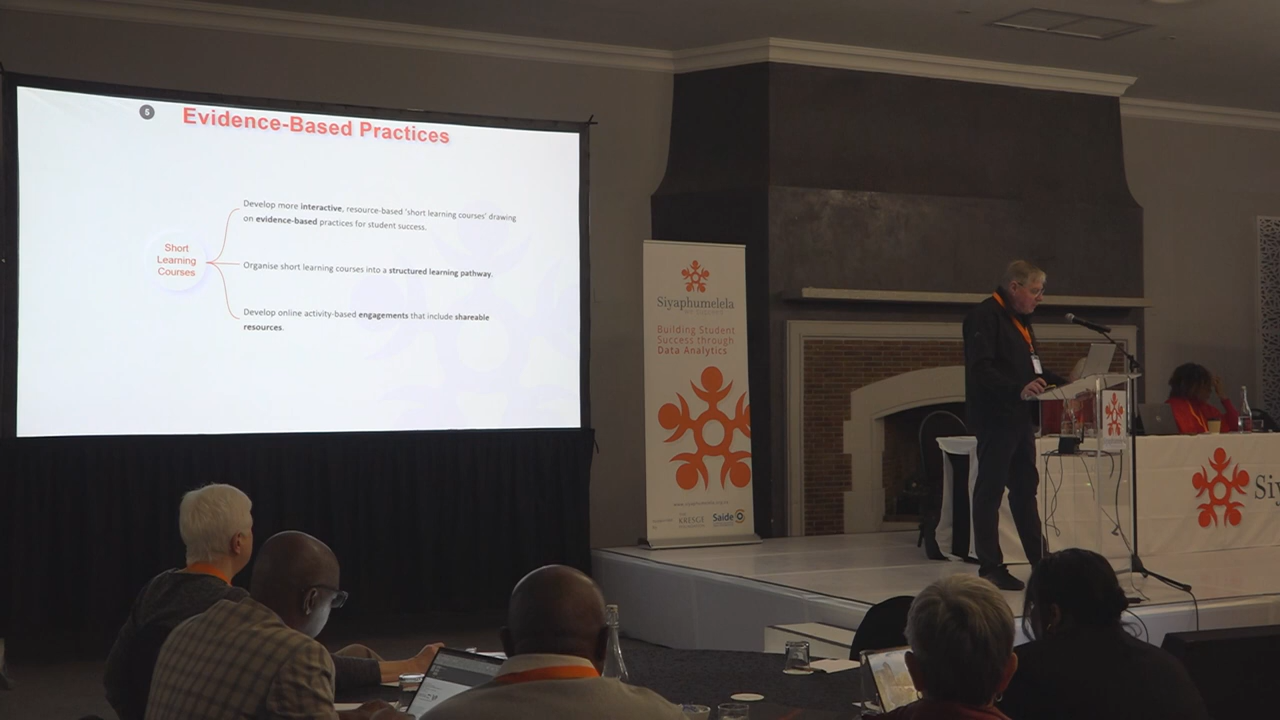 5
Evidence-Based Practices
Develop more interactive, resource-based 'short learning courses' drawing
on evidence-based practices for student success.
Short
Learning
Courses
Organise short learning courses into a structured learning pathway.
Develop online activity-based engagements that include shareable
resources.
Siyaphumelela
Building Student
Success through
Data Analytics
KRESGE
Saide
Siy